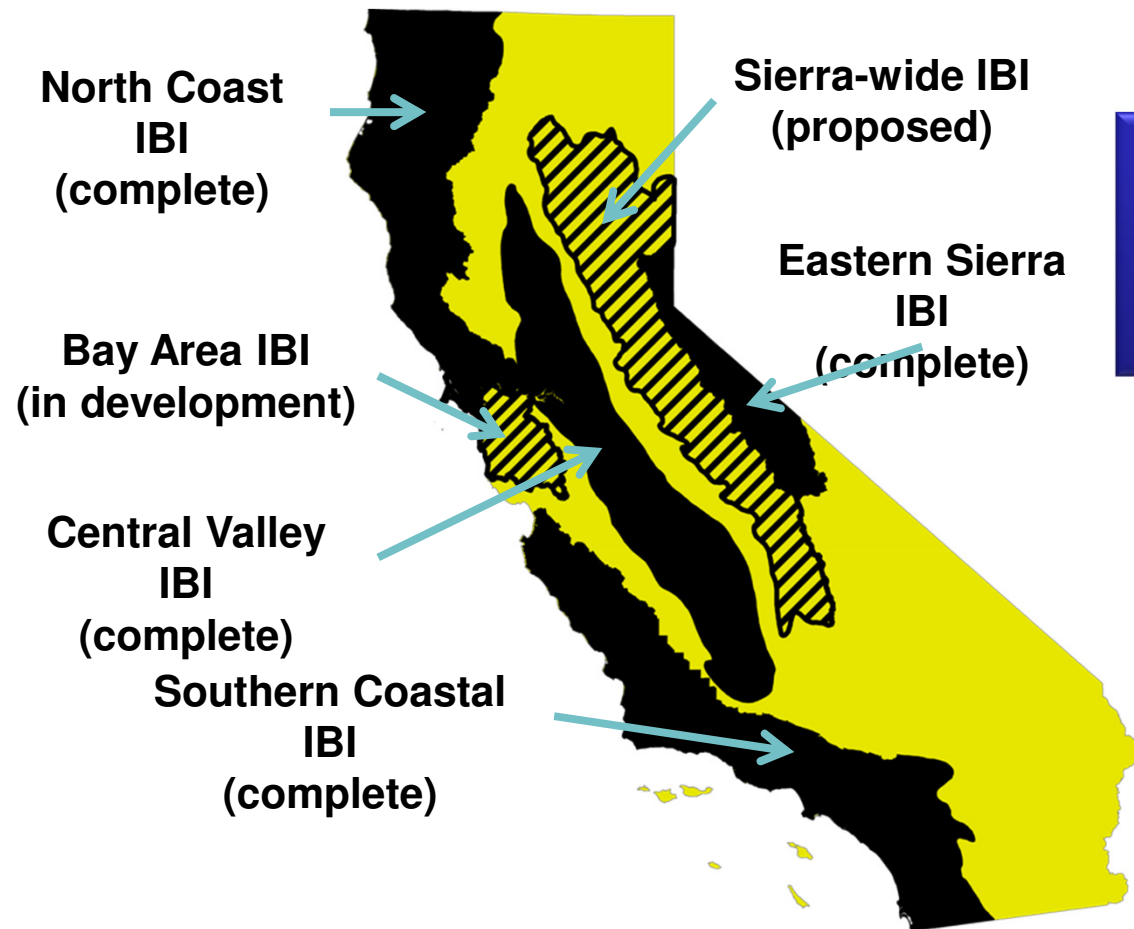 North Coast
IBI
(complete)
Sierra-wide IBI
(proposed)
Eastern Sierra
IBI
(complete)
Bay Area IBI
(in development)
Central Valley
IBI
(complete)
Southern Coastal
IBI
(complete)